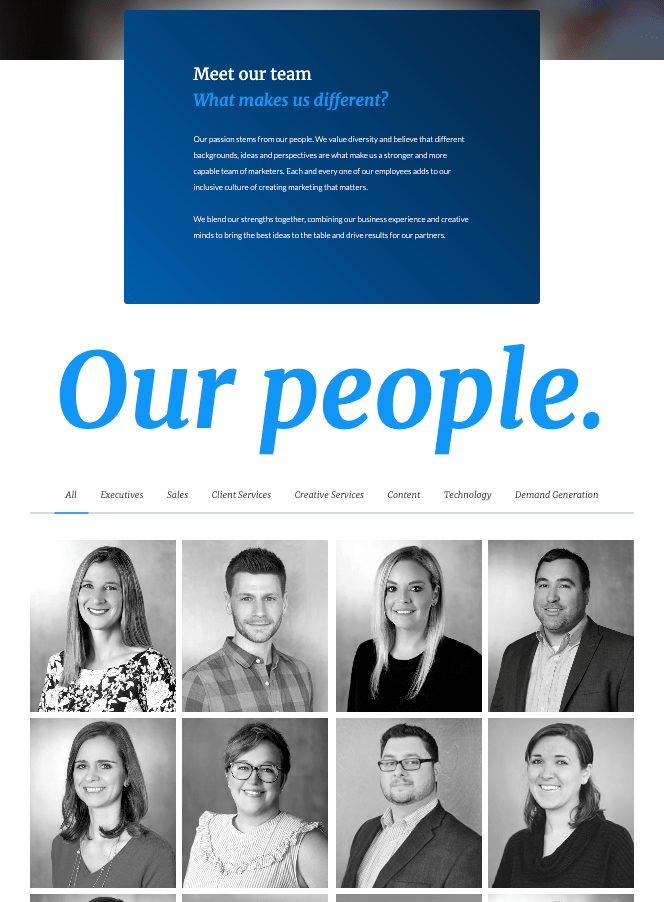 Meet our team
What makes us different?
Our passion stems from our people. We value diversity and believe that different
backgrounds, ideas and perspectives are what make us a stronger and more
capable team of marketers. Each and every one of our employees adds to our
inclusive culture of creating marketing that matters.
We blend our strengths together, combining our business experience and creative
minds to bring the best ideas to the table and drive results for our partners.
Our people.
All Executives Sales Client Services Creative Services Content Technology Demand Generation